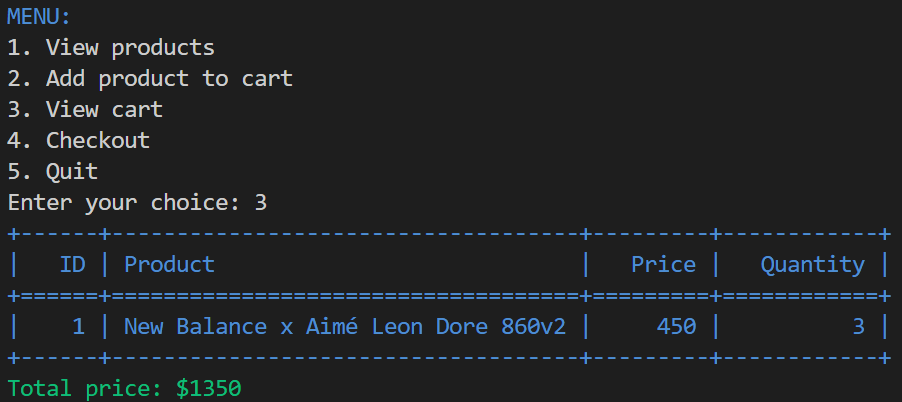 MENU:
1. View products
2. Add product to cart
3. View cart
4. Checkout
5. Quit
Enter your choice: 3
+------+------------------------------------+---------+------------+
|   ID | Product                            |   Price |   Quantity |
+======+====================================+=========+============+
|    1 | New Balance x Aimé Leon Dore 860v2 |     450 |          3 |
+------+------------------------------------+---------+------------+
Total price: $1350